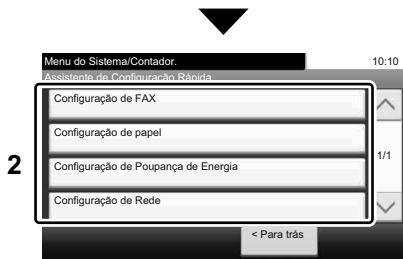 Menu do Sistema/Contador. 10:10
Assistente de Configuração Rápida
Configuração de FAX
Configuração de papel
2 Configuração de Poupança de Energia 1/1
Configuração de Rede
< Para trás